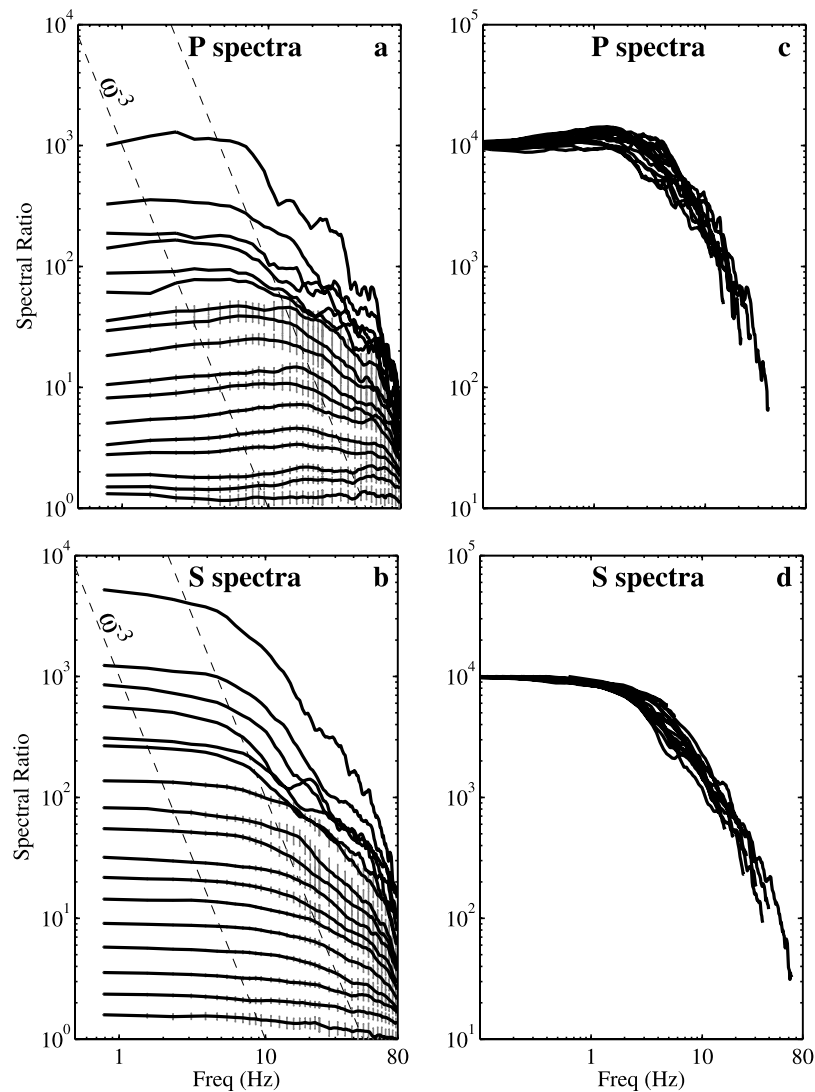 10^4
P spectra a
ω^-3
10^3
10^2
10^1
10^0
Spectral Ratio
10^5
P spectra c
10^4
10^3
10^2
10^1
10^4
S spectra b
ω^-3
10^3
10^2
10^1
10^0
Spectral Ratio
1 10 80
Freq (Hz)
10^5
S spectra d
10^4
10^3
10^2
10^1
1 10 80
Freq (Hz)